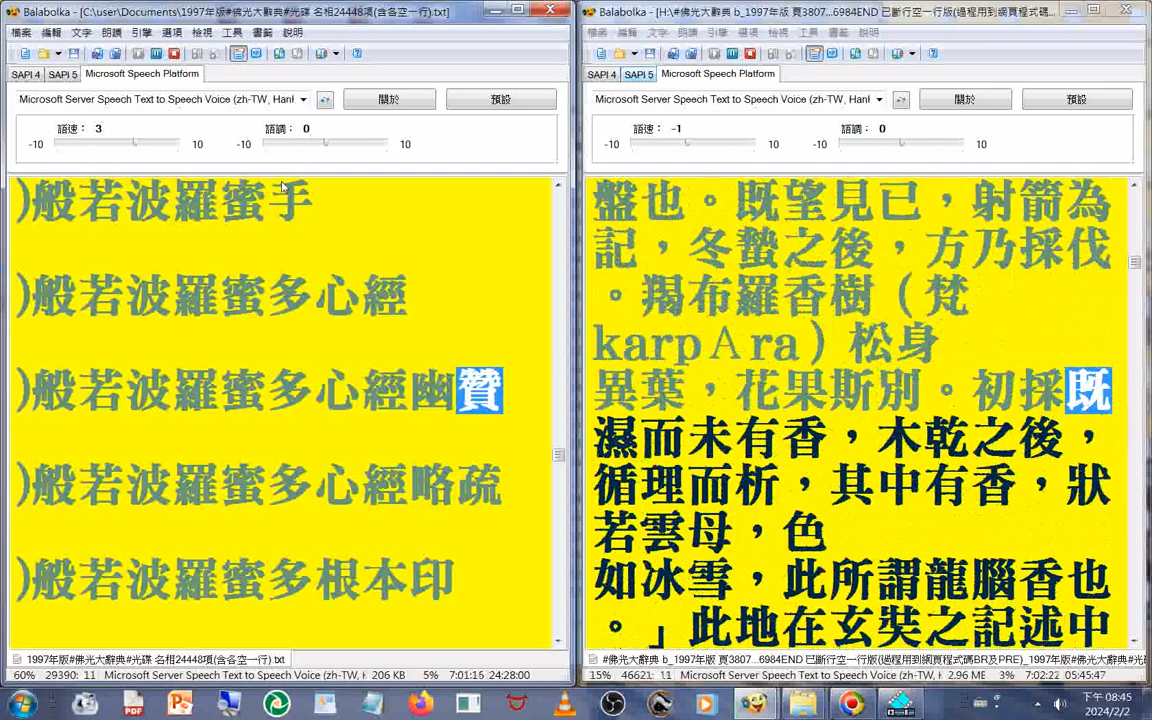 Balabolka - [C:\user\Documents\1997年版#佛光大辭典#光碟 名相24448項(含各空一行).txt]
檔案 編輯 文字 朗讀 引擎 選項 檢視 工具 書籤 說明
SAPI 4 SAPI 5 Microsoft Speech Platform
Microsoft Server Speech Text to Speech Voice (zh-TW, Hanl
關於 預設
語速： 3 語調： 0
-10 10 -10 10
)般若波羅蜜手
)般若波羅蜜多心經
)般若波羅蜜多心經幽贊
)般若波羅蜜多心經略疏
)般若波羅蜜多根本印
1997年版#佛光大辭典#光碟 名相24448項(含各空一行).txt
60% 29390: 11 Microsoft Server Speech Text to Speech Voice (zh-TW, H 206 KB 5% 7:01:16 24:28:00
Balabolka - [H:\#佛光大辭典 b_1997年版 頁3807...6984END 已斷行空一行版(過程用到網頁程式碼...
檔案 編輯 文字 朗讀 引擎 選項 檢視 工具 書籤 說明
SAPI 4 SAPI 5 Microsoft Speech Platform
Microsoft Server Speech Text to Speech Voice (zh-TW, Hanl
關於 預設
語速： -1 語調： 0
-10 10 -10 10
盤也。既望見已，射箭為
記，冬蟄之後，方乃採伐
。羯布羅香樹（梵
karpＡra）松身
異葉，花果斯別。初採既
濕而未有香，木乾之後，
循理而析，其中有香，狀
若雲母，色
如冰雪，此所謂龍腦香也
。」此地在玄奘之記述中
#佛光大辭典 b_1997年版 頁3807...6984END 已斷行空一行版(過程用到網頁程式碼BR及PRE)_1997年版#光
15% 46621: 11 Microsoft Server Speech Text to Speech Voice (zh-TW, H 2.96 MB 3% 7:02:22 05:45:47
下午 08:45
2024/2/2